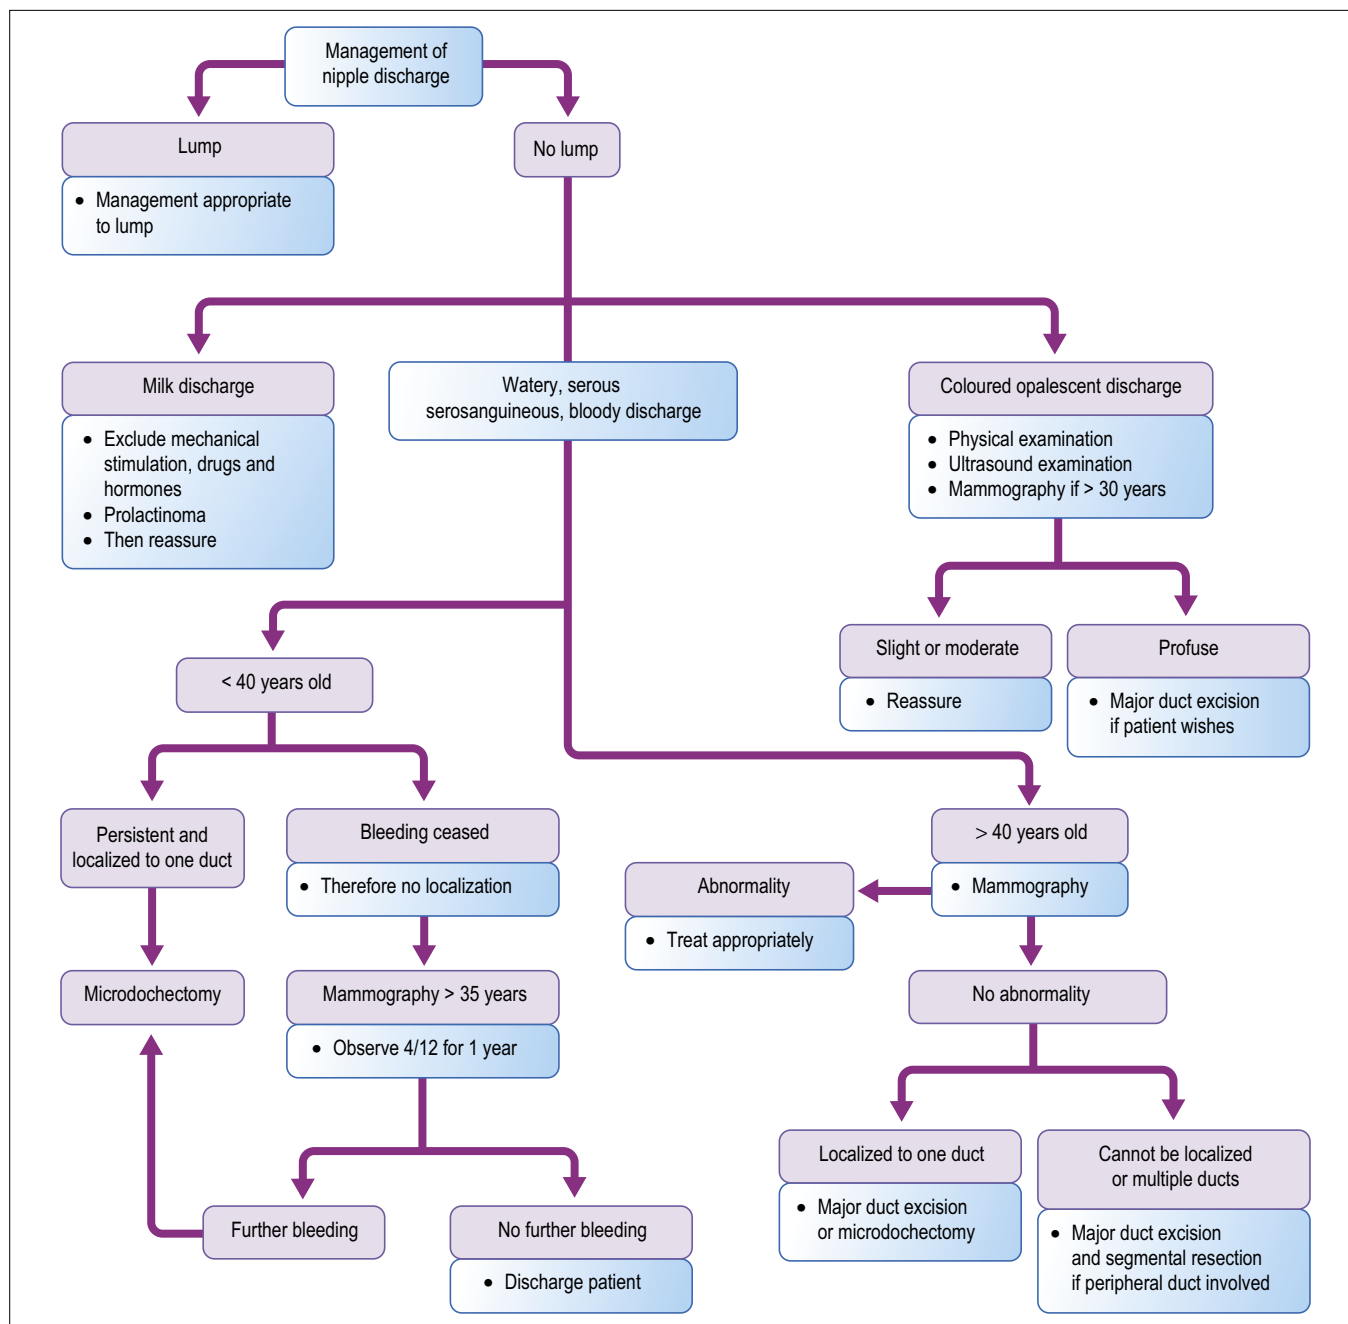 Management of
nipple discharge
Lump
• Management appropriate
to lump
No lump
Milk discharge
• Exclude mechanical
stimulation, drugs and
hormones
• Prolactinoma
• Then reassure
Watery, serous
serosanguineous, bloody discharge
Coloured opalescent discharge
• Physical examination
• Ultrasound examination
• Mammography if > 30 years
Slight or moderate
• Reassure
Profuse
• Major duct excision
if patient wishes
< 40 years old
Persistent and
localized to one duct
Bleeding ceased
• Therefore no localization
Microdochectomy
Mammography > 35 years
• Observe 4/12 for 1 year
Further bleeding
No further bleeding
• Discharge patient
> 40 years old
• Mammography
Abnormality
• Treat appropriately
No abnormality
Localized to one duct
• Major duct excision
or microdochectomy
Cannot be localized
or multiple ducts
• Major duct excision
and segmental resection
if peripheral duct involved